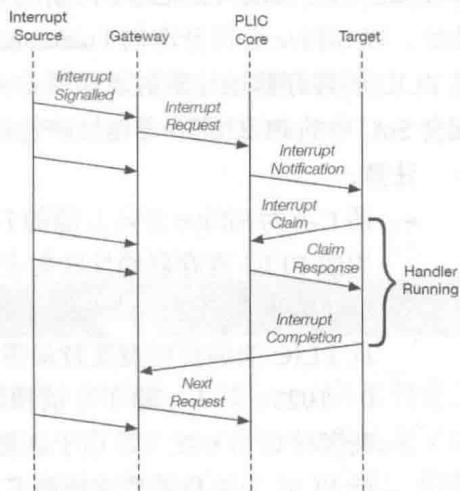 Interrupt
Source
Gateway
PLIC
Core
Target
Interrupt
Signalled
Interrupt
Request
Interrupt
Notification
Interrupt
Claim
Claim
Response
Handler
Running
Interrupt
Completion
Next
Request